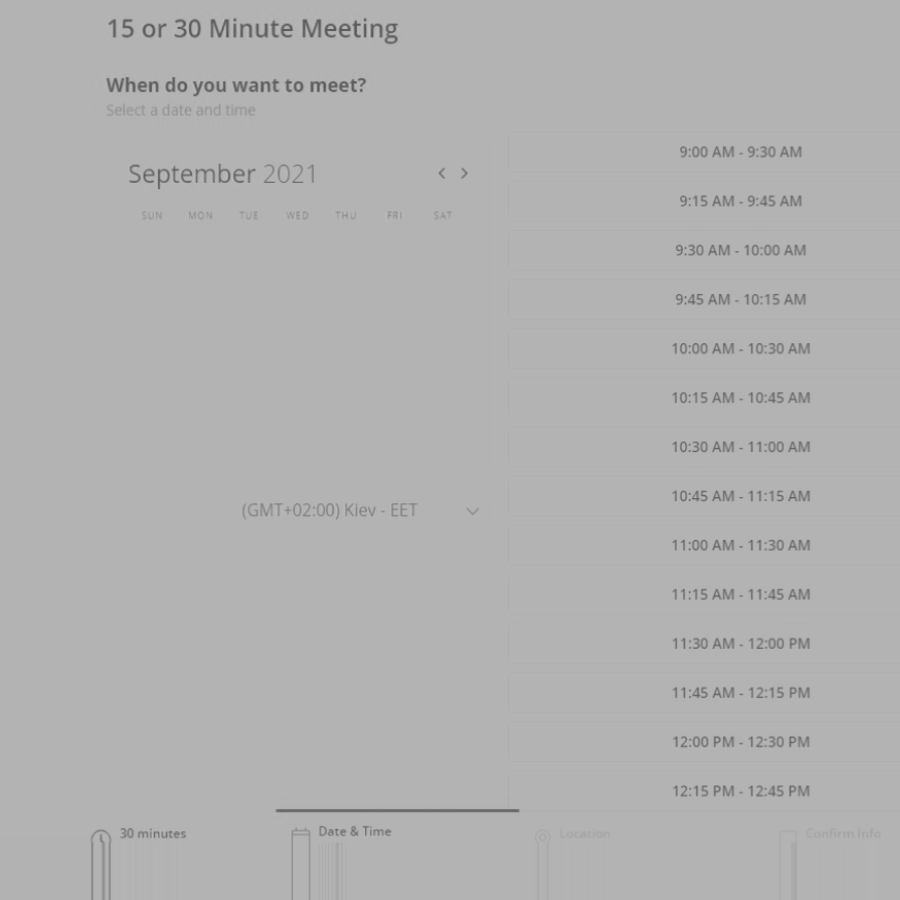 15 or 30 Minute Meeting
When do you want to meet?
Select a date and time
September 2021
SUN MON TUE WED THU FRI SAT
(GMT+02:00) Kiev - EET
9:00 AM - 9:30 AM
9:15 AM - 9:45 AM
9:30 AM - 10:00 AM
9:45 AM - 10:15 AM
10:00 AM - 10:30 AM
10:15 AM - 10:45 AM
10:30 AM - 11:00 AM
10:45 AM - 11:15 AM
11:00 AM - 11:30 AM
11:15 AM - 11:45 AM
11:30 AM - 12:00 PM
11:45 AM - 12:15 PM
12:00 PM - 12:30 PM
12:15 PM - 12:45 PM
30 minutes
Date & Time
Location
Confirm Info